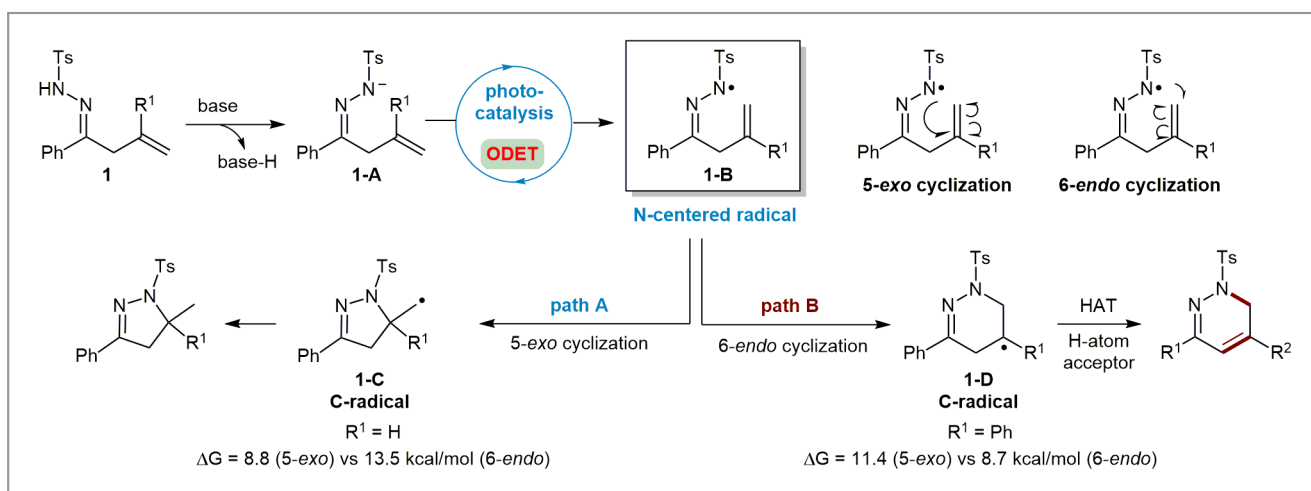 Ts
HN
N
R¹
Ph
1
base
base-H
Ts
N⁻
N
R¹
Ph
1-A
photo-
catalysis
ODET
Ts
N•
N
Ph
R¹
1-B
N-centered radical
Ts
N•
N
Ph
R¹
5-exo cyclization
Ts
N•
N
Ph
R¹
6-endo cyclization
Ts
N
N
R¹
Ph
Ts
N
N
•
R¹
Ph
1-C
C-radical
R¹ = H
ΔG = 8.8 (5-exo) vs 13.5 kcal/mol (6-endo)
path A
5-exo cyclization
path B
6-endo cyclization
Ts
N
N
Ph
•
R¹
1-D
C-radical
R¹ = Ph
ΔG = 11.4 (5-exo) vs 8.7 kcal/mol (6-endo)
HAT
H-atom
acceptor
Ts
N
N
R¹
R²